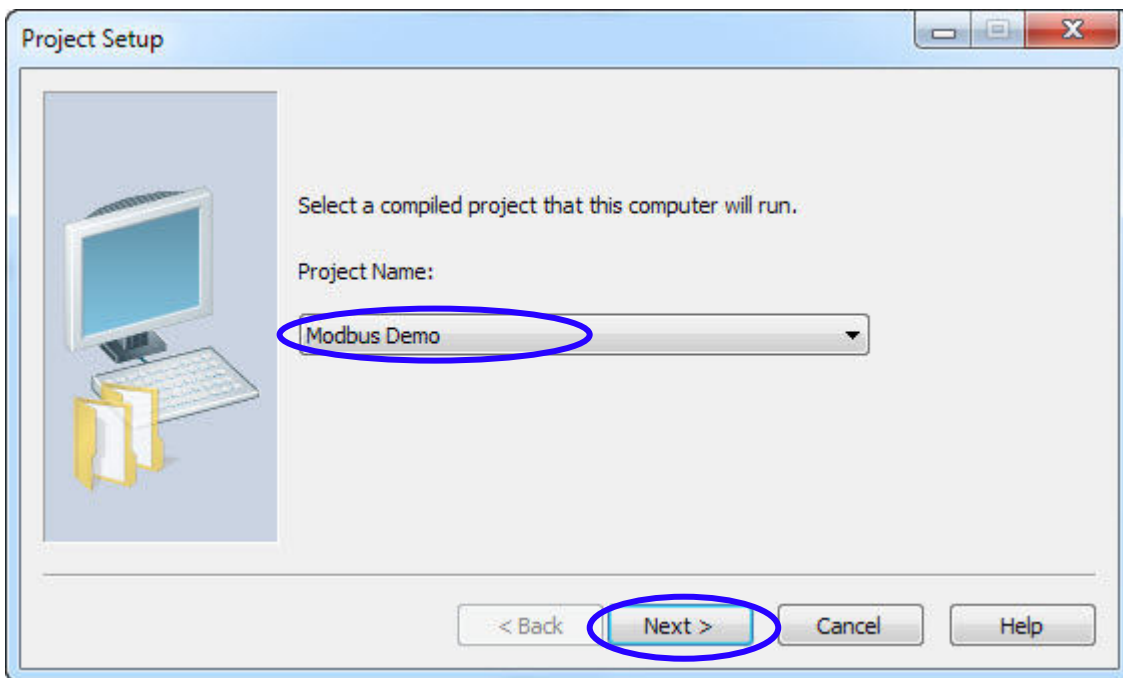 Project Setup
Select a compiled project that this computer will run.
Project Name:
Modbus Demo
< Back
Next >
Cancel
Help